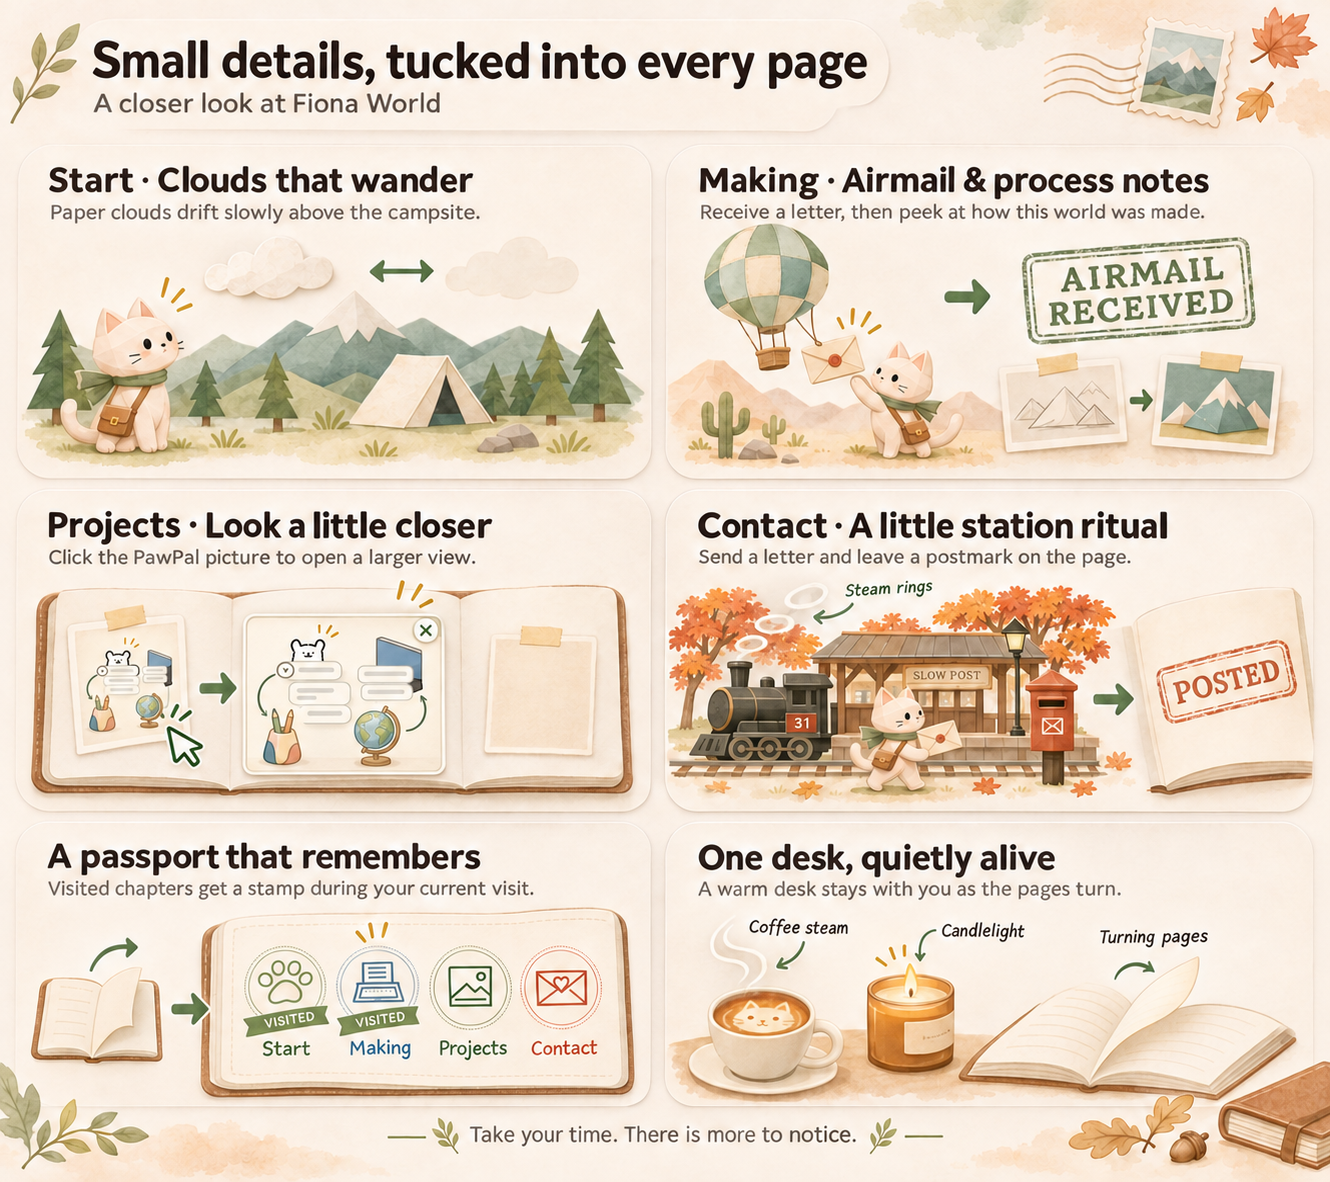 Small details, tucked into every page
A closer look at Fiona World
Start · Clouds that wander
Paper clouds drift slowly above the campsite.
Making · Airmail & process notes
Receive a letter, then peek at how this world was made.
AIRMAIL
RECEIVED
Projects · Look a little closer
Click the PawPal picture to open a larger view.
Contact · A little station ritual
Send a letter and leave a postmark on the page.
Steam rings
SLOW POST
31
POSTED
A passport that remembers
Visited chapters get a stamp during your current visit.
VISITED
VISITED
Start
Making
Projects
Contact
One desk, quietly alive
A warm desk stays with you as the pages turn.
Coffee steam
Candlelight
Turning pages
Take your time. There is more to notice.